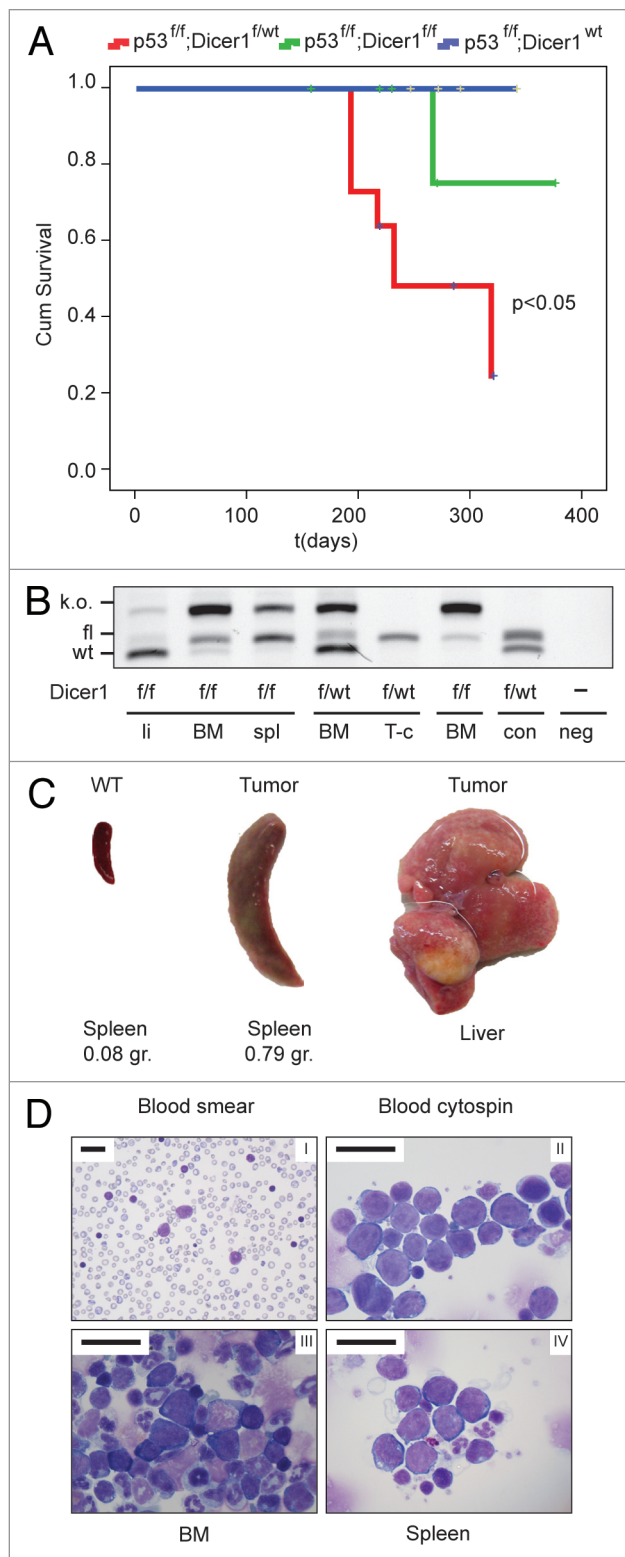 A
p53 f/f;Dicer1 f/wt p53 f/f;Dicer1 f/f p53 f/f;Dicer1 wt
1.0
0.8
0.6
0.4
0.2
0.0
Cum Survival
p<0.05
0 100 200 300 400
t(days)
B
k.o.
fl
wt
Dicer1 f/f f/f f/f f/wt f/wt f/f f/wt –
li BM spl BM T-c BM con neg
C
WT Tumor Tumor
Spleen Spleen Liver
0.08 gr. 0.79 gr.
D
Blood smear Blood cytospin
I II
III IV
BM Spleen